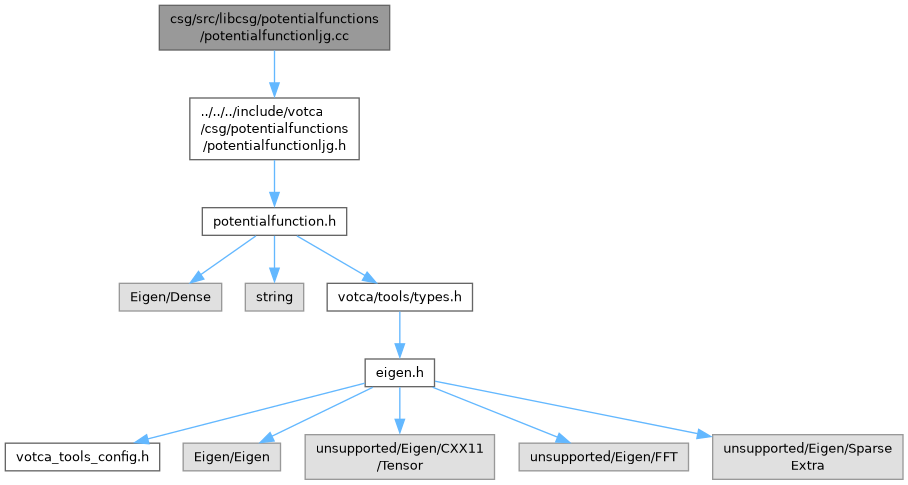 csg/src/libcsg/potentialfunctions
/potentialfunctionljg.cc
../../../include/votca
/csg/potentialfunctions
/potentialfunctionljg.h
potentialfunction.h
Eigen/Dense
string
votca/tools/types.h
eigen.h
votca_tools_config.h
Eigen/Eigen
unsupported/Eigen/CXX11
/Tensor
unsupported/Eigen/FFT
unsupported/Eigen/Sparse
Extra